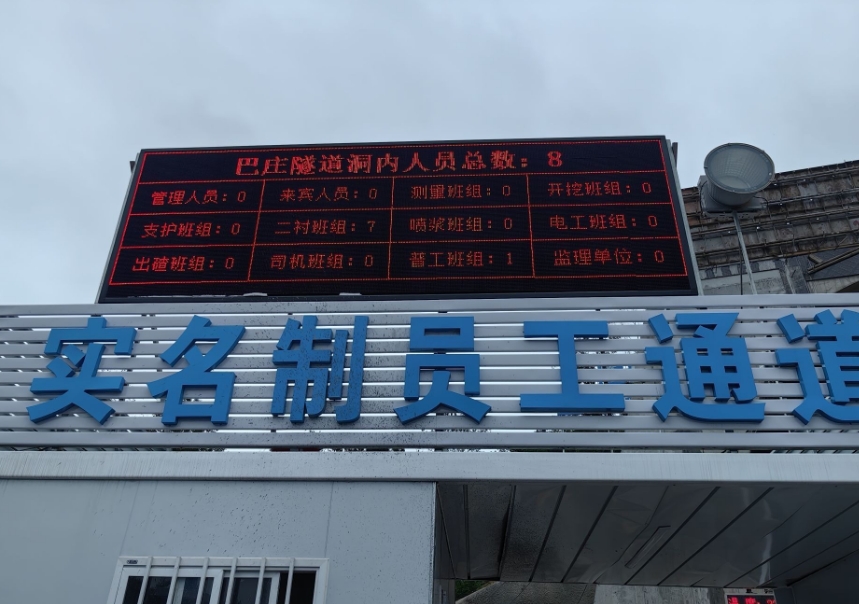 巴庄隧道洞内人员总数：8
管理人员：0 来宾人员：0 测量班组：0 开挖班组：0
支护班组：0 二衬班组：7 喷浆班组：0 电工班组：0
出碴班组：0 司机班组：0 普工班组：1 监理单位：0
实名制员工通道